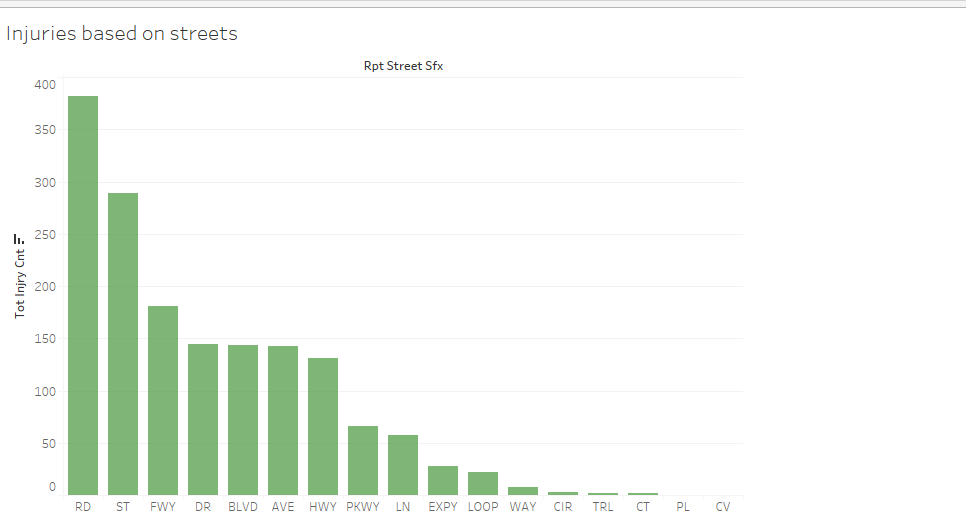 Injuries based on streets
Rpt Street Sfx
400
350
300
250
200
150
100
50
0
Tot Injry Cnt
RD ST FWY DR BLVD AVE HWY PKWY LN EXPY LOOP WAY CIR TRL CT PL CV